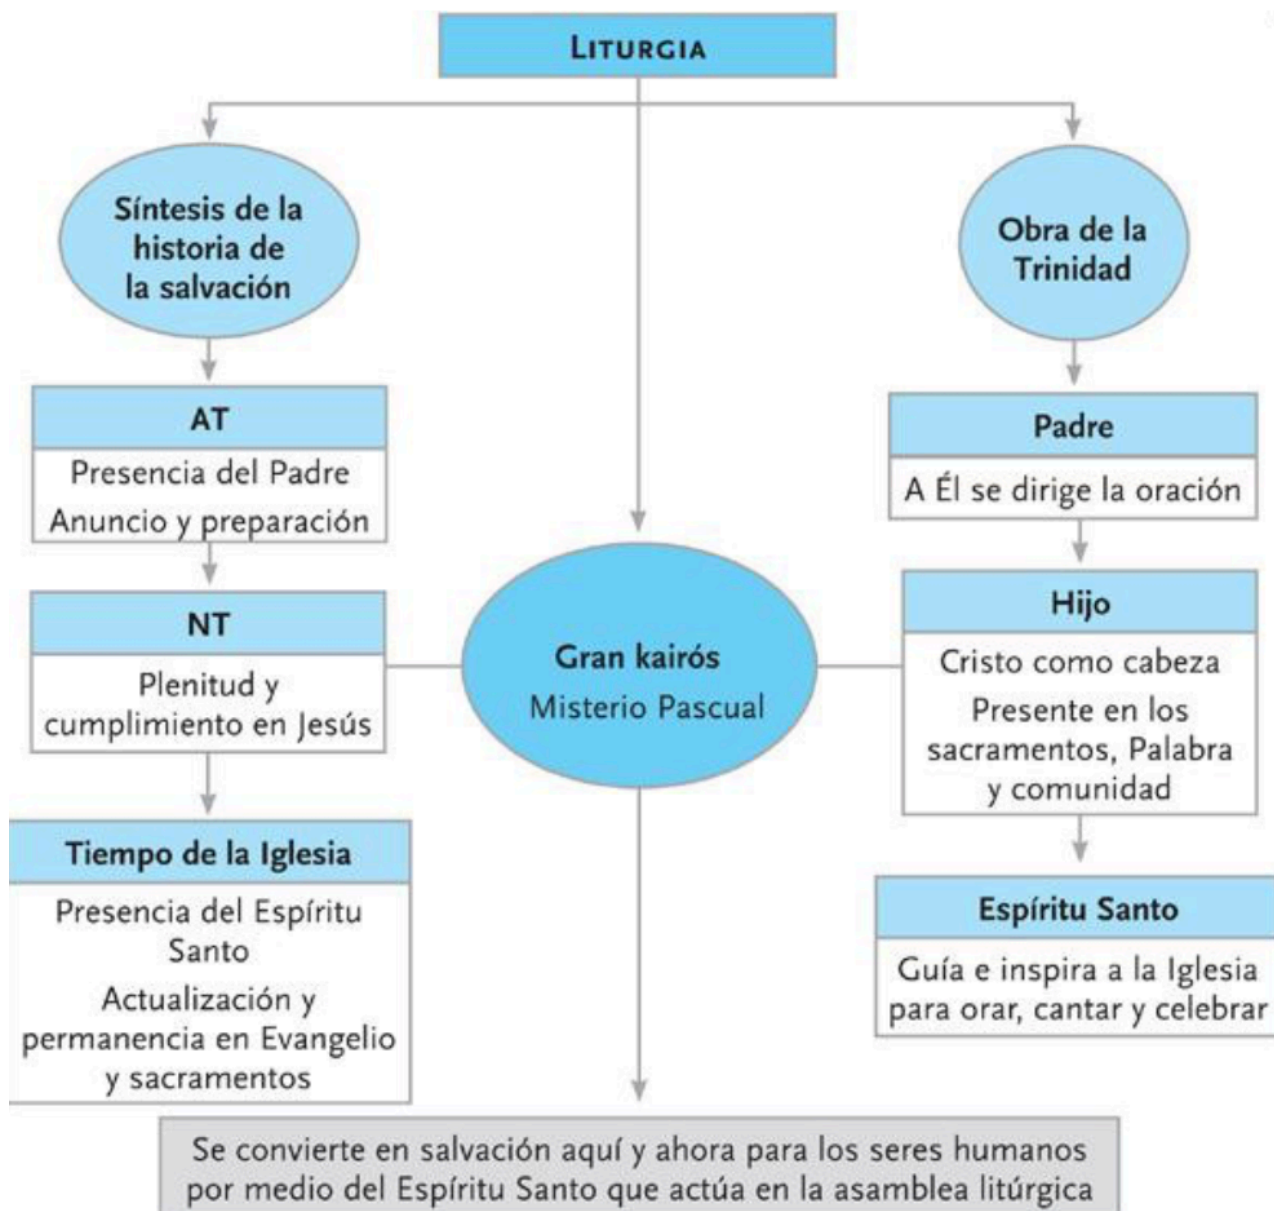 LITURGIA
Síntesis de la
historia de
la salvación
AT
Presencia del Padre
Anuncio y preparación
NT
Plenitud y
cumplimiento en Jesús
Tiempo de la Iglesia
Presencia del Espíritu
Santo
Actualización y
permanencia en Evangelio
y sacramentos
Gran kairós
Misterio Pascual
Obra de la
Trinidad
Padre
A Él se dirige la oración
Hijo
Cristo como cabeza
Presente en los
sacramentos, Palabra
y comunidad
Espíritu Santo
Guía e inspira a la Iglesia
para orar, cantar y celebrar
Se convierte en salvación aquí y ahora para los seres humanos
por medio del Espíritu Santo que actúa en la asamblea litúrgica